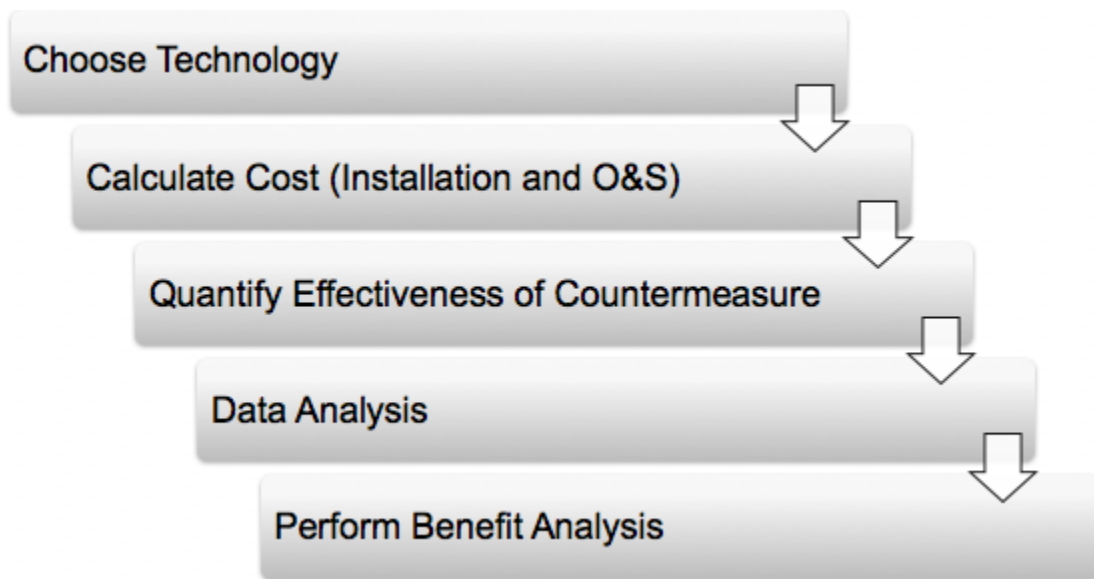 Choose Technology
Calculate Cost (Installation and O&S)
Quantify Effectiveness of Countermeasure
Data Analysis
Perform Benefit Analysis